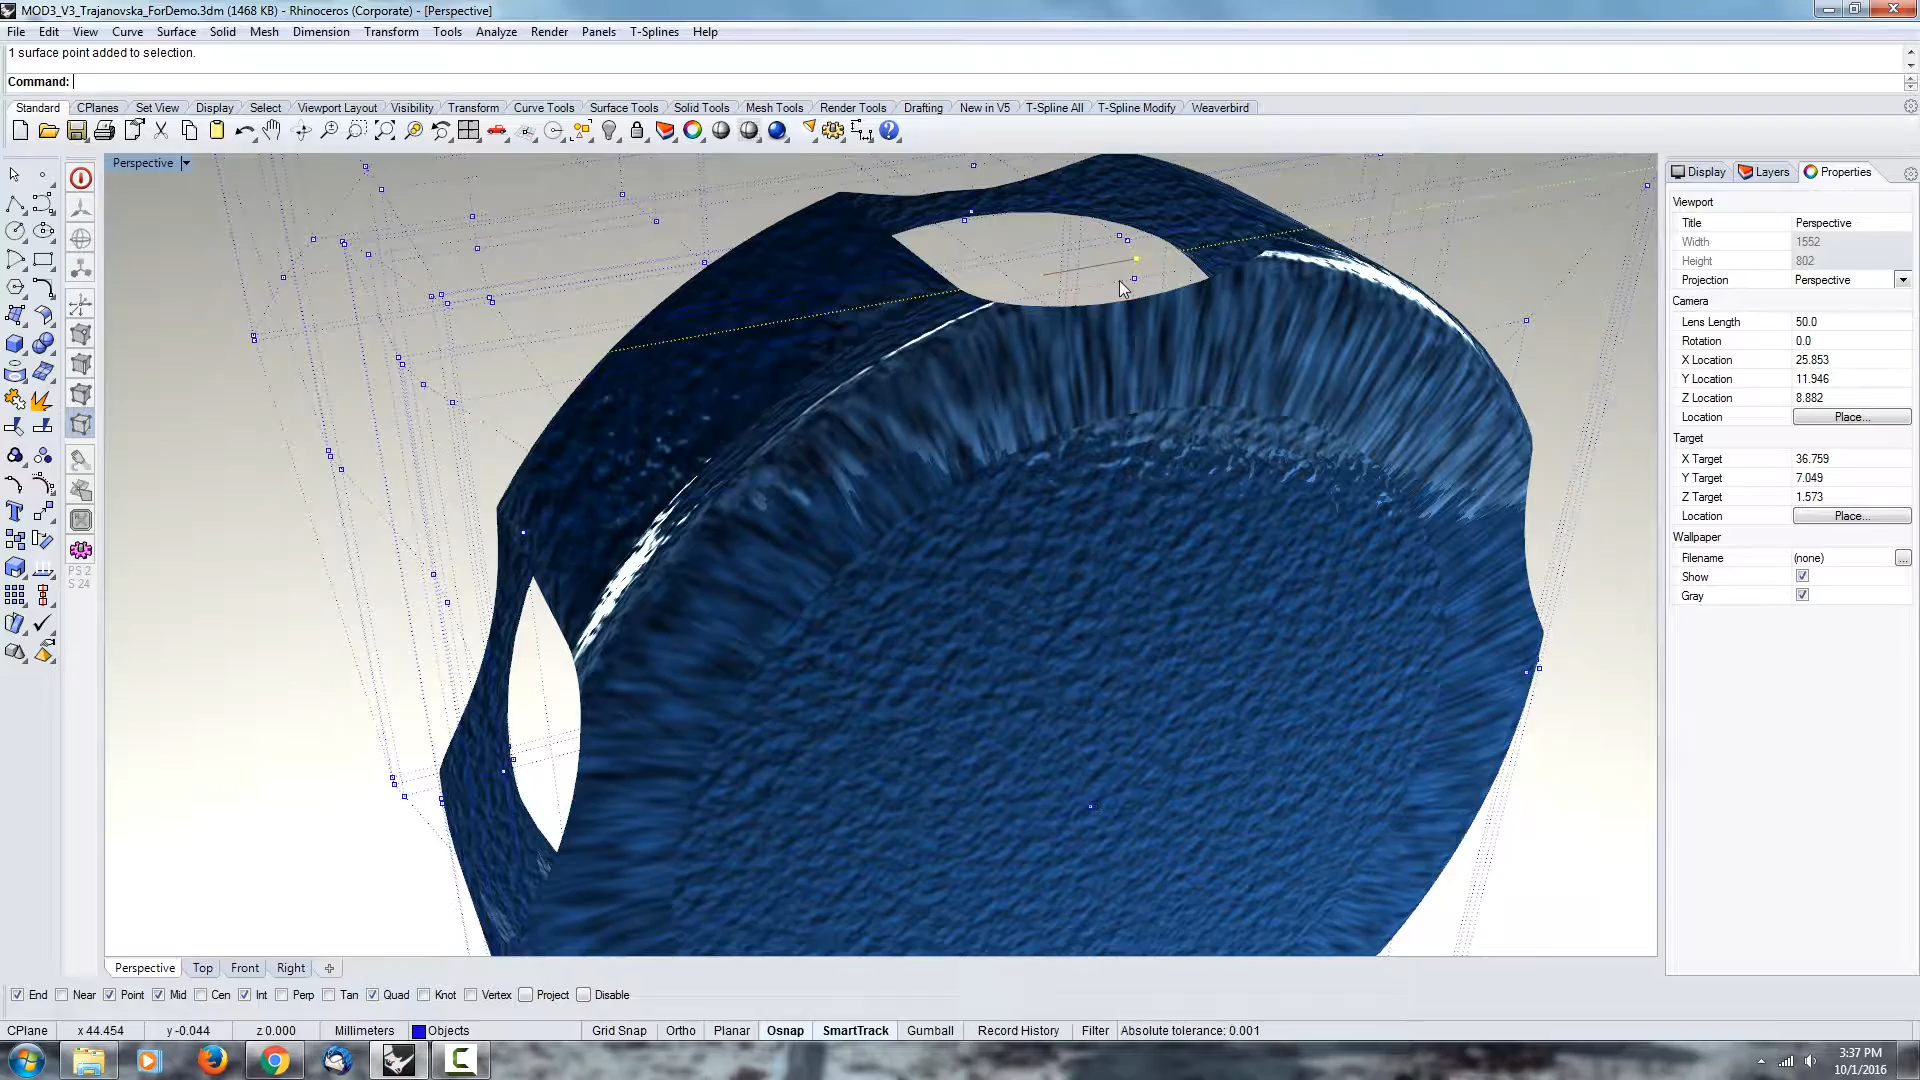 MOD3_V3_Trajanovska_ForDemo.3dm (1468 KB) - Rhinoceros (Corporate) - [Perspective]
File Edit View Curve Surface Solid Mesh Dimension Transform Tools Analyze Render Panels T-Splines Help
1 surface point added to selection.
Command:
Standard CPlanes Set View Display Select Viewport Layout Visibility Transform Curve Tools Surface Tools Solid Tools Mesh Tools Render Tools Drafting New in V5 T-Spline All T-Spline Modify Weaverbird
Perspective
Display Layers Properties
Viewport
Title Perspective
Width 1552
Height 802
Projection Perspective
Camera
Lens Length 50.0
Rotation 0.0
X Location 25.853
Y Location 11.946
Z Location 8.882
Location Place...
Target
X Target 36.759
Y Target 7.049
Z Target 1.573
Location Place...
Wallpaper
Filename (none) ...
Show
Gray
PS 2
S 24
Perspective Top Front Right
End Near Point Mid Cen Int Perp Tan Quad Knot Vertex Project Disable
CPlane x 44.454 y -0.044 z 0.000 Millimeters Objects Grid Snap Ortho Planar Osnap SmartTrack Gumball Record History Filter Absolute tolerance: 0.001
3:37 PM
10/1/2016